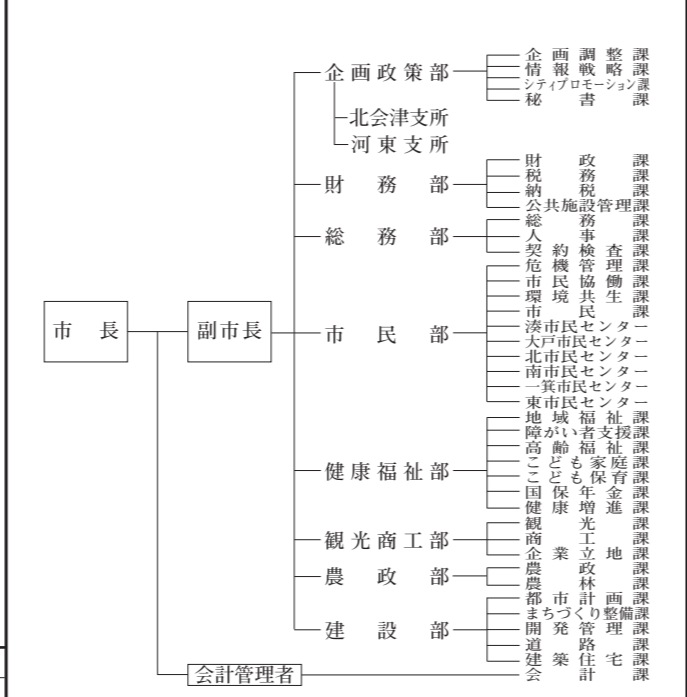 企画政策部
企画調整課
情報戦略課
シティプロモーション課
秘書課
北会津支所
河東支所
財務部
財政課
税務課
納税課
公共施設管理課
総務部
総務課
人事課
契約検査課
市長
副市長
市民部
危機管理課
市民協働課
環境共生課
市民課
湊市民センター
大戸市民センター
北市民センター
南市民センター
一箕市民センター
東市民センター
健康福祉部
地域福祉課
障がい者支援課
高齢福祉課
こども家庭課
こども保育課
国保年金課
健康増進課
観光商工部
観光課
商工課
企業立地課
農政部
農政課
農林課
建設部
都市計画課
まちづくり整備課
開発管理課
道路課
建築住宅課
会計管理者
会計課